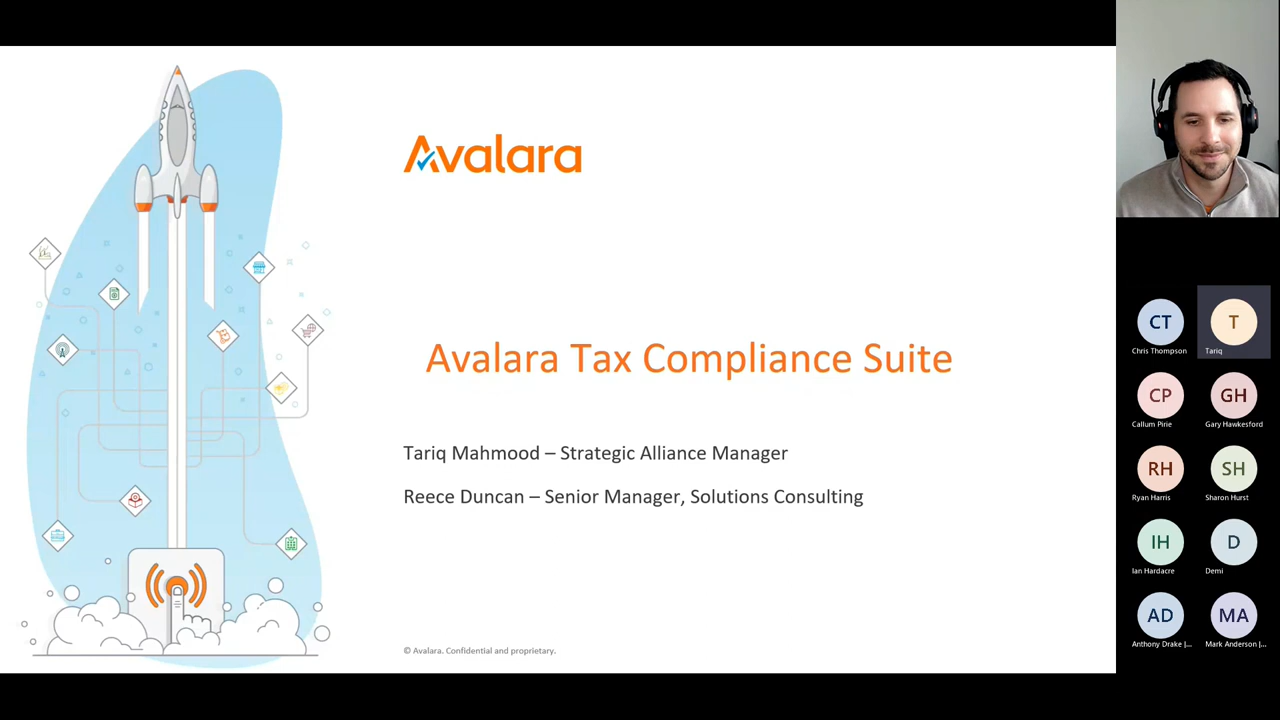 Avalara
Avalara Tax Compliance Suite
Tariq Mahmood – Strategic Alliance Manager
Reece Duncan – Senior Manager, Solutions Consulting
© Avalara. Confidential and proprietary.
CT
T
Chris Thompson
Tariq
CP
GH
Callum Pirie
Gary Hawkesford
RH
SH
Ryan Harris
Sharon Hurst
IH
D
Ian Hardacre
Demi
AD
MA
Anthony Drake |...
Mark Anderson |...